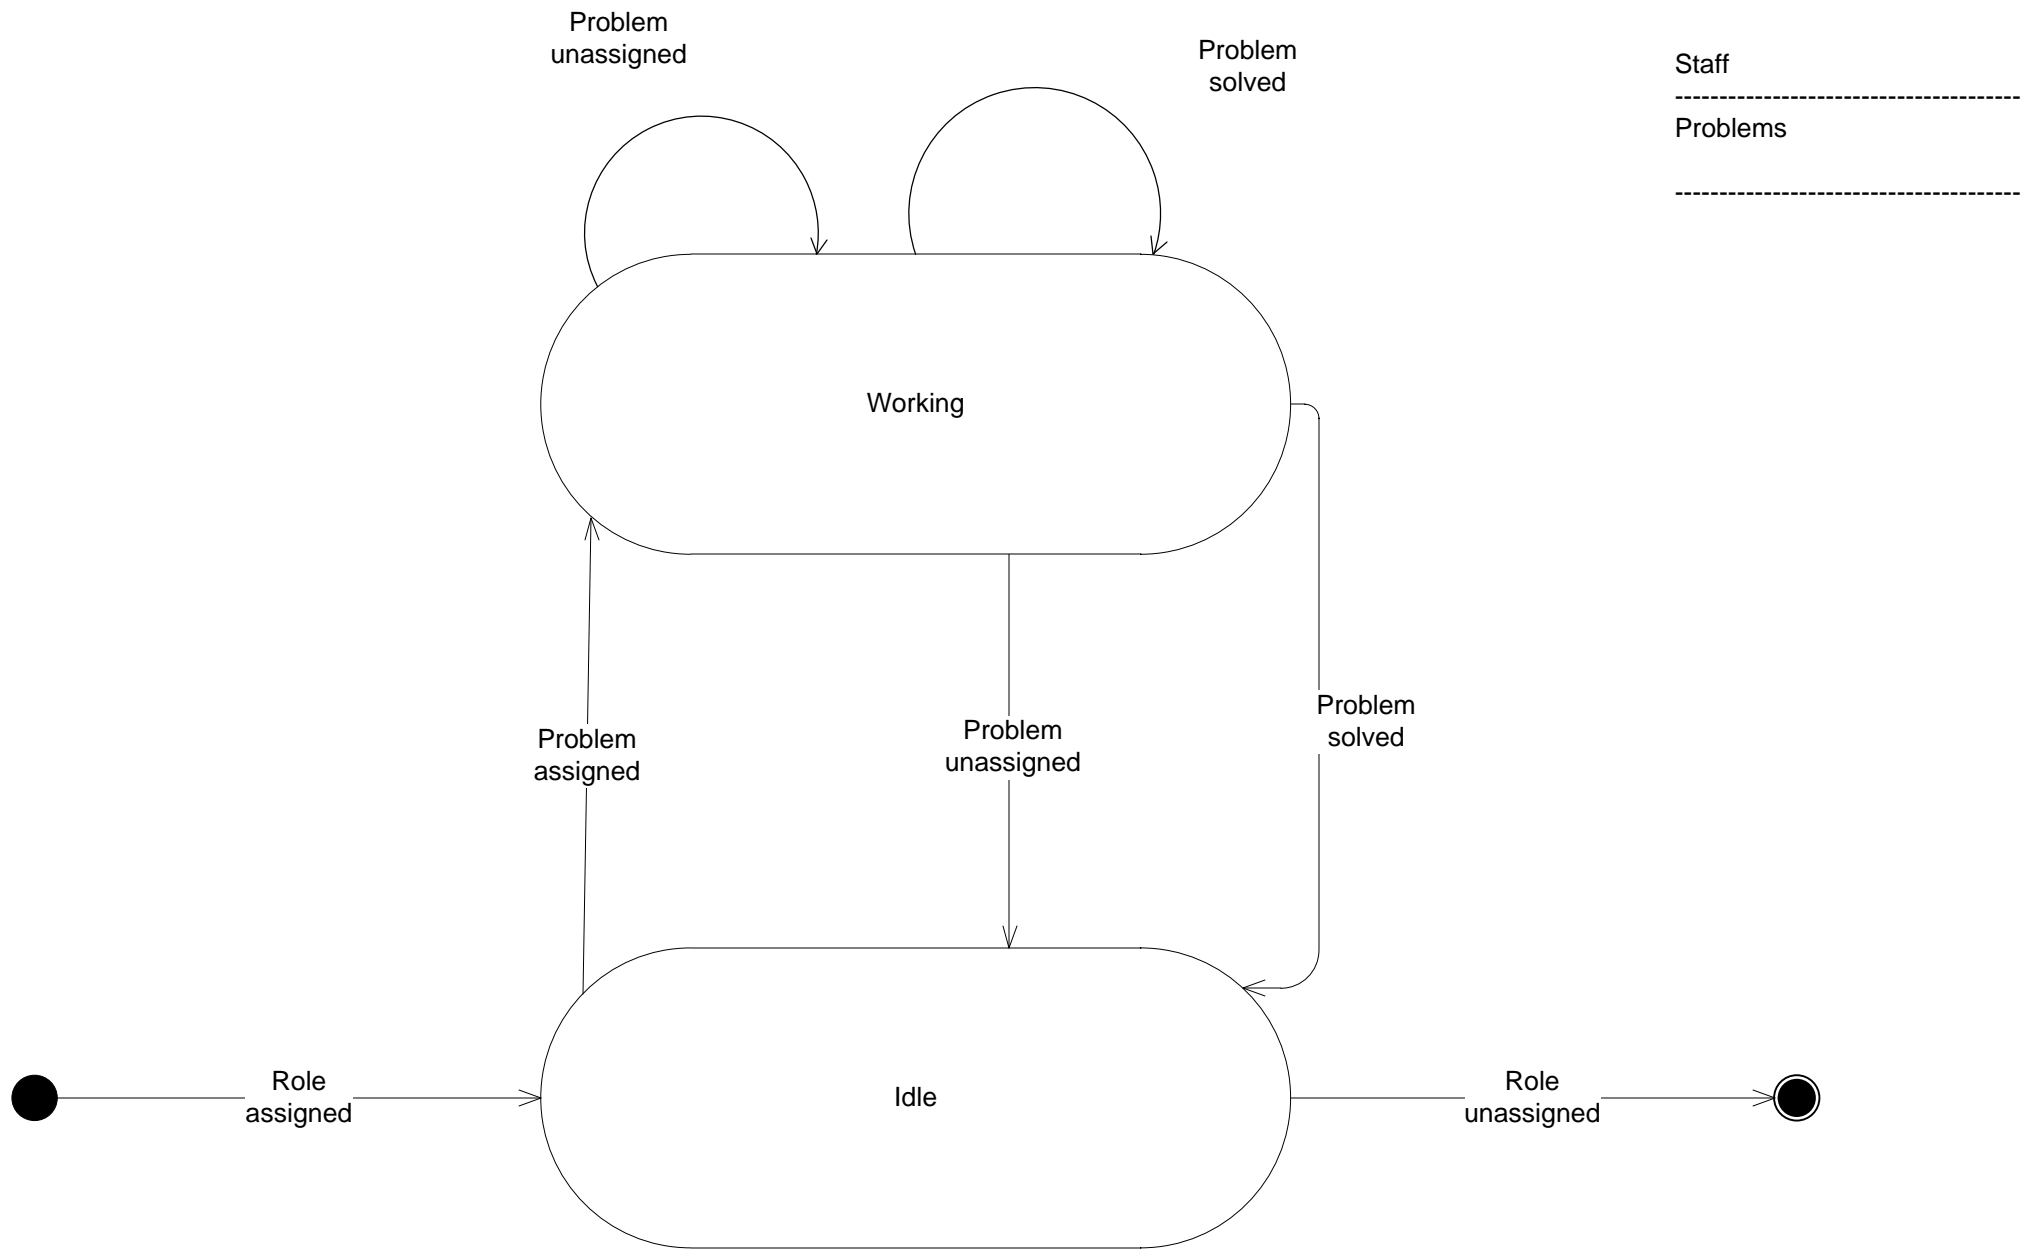 Problem
unassigned
Problem
solved
Staff
---------------------------------------
Problems
---------------------------------------
Working
Problem
assigned
Problem
unassigned
Problem
solved
Role
assigned
Idle
Role
unassigned